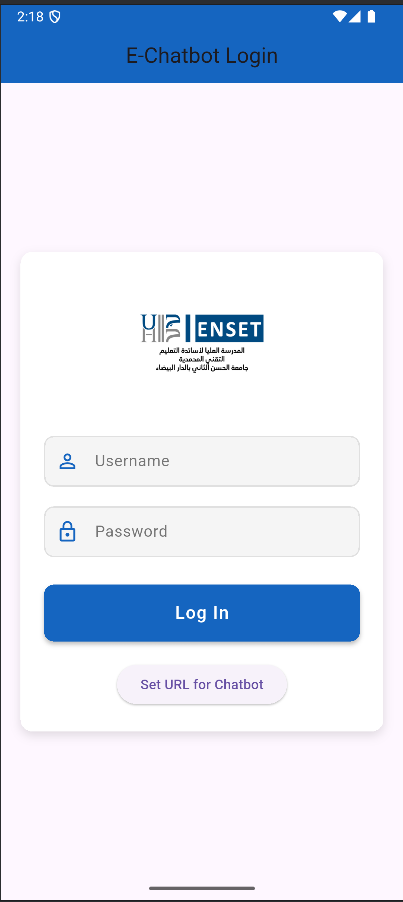 2:18
E-Chatbot Login
UH ENSET
المدرسة العليا لأساتذة التعليم
التقني المحمدية
جامعة الحسن الثاني بالدار البيضاء
Username
Password
Log In
Set URL for Chatbot